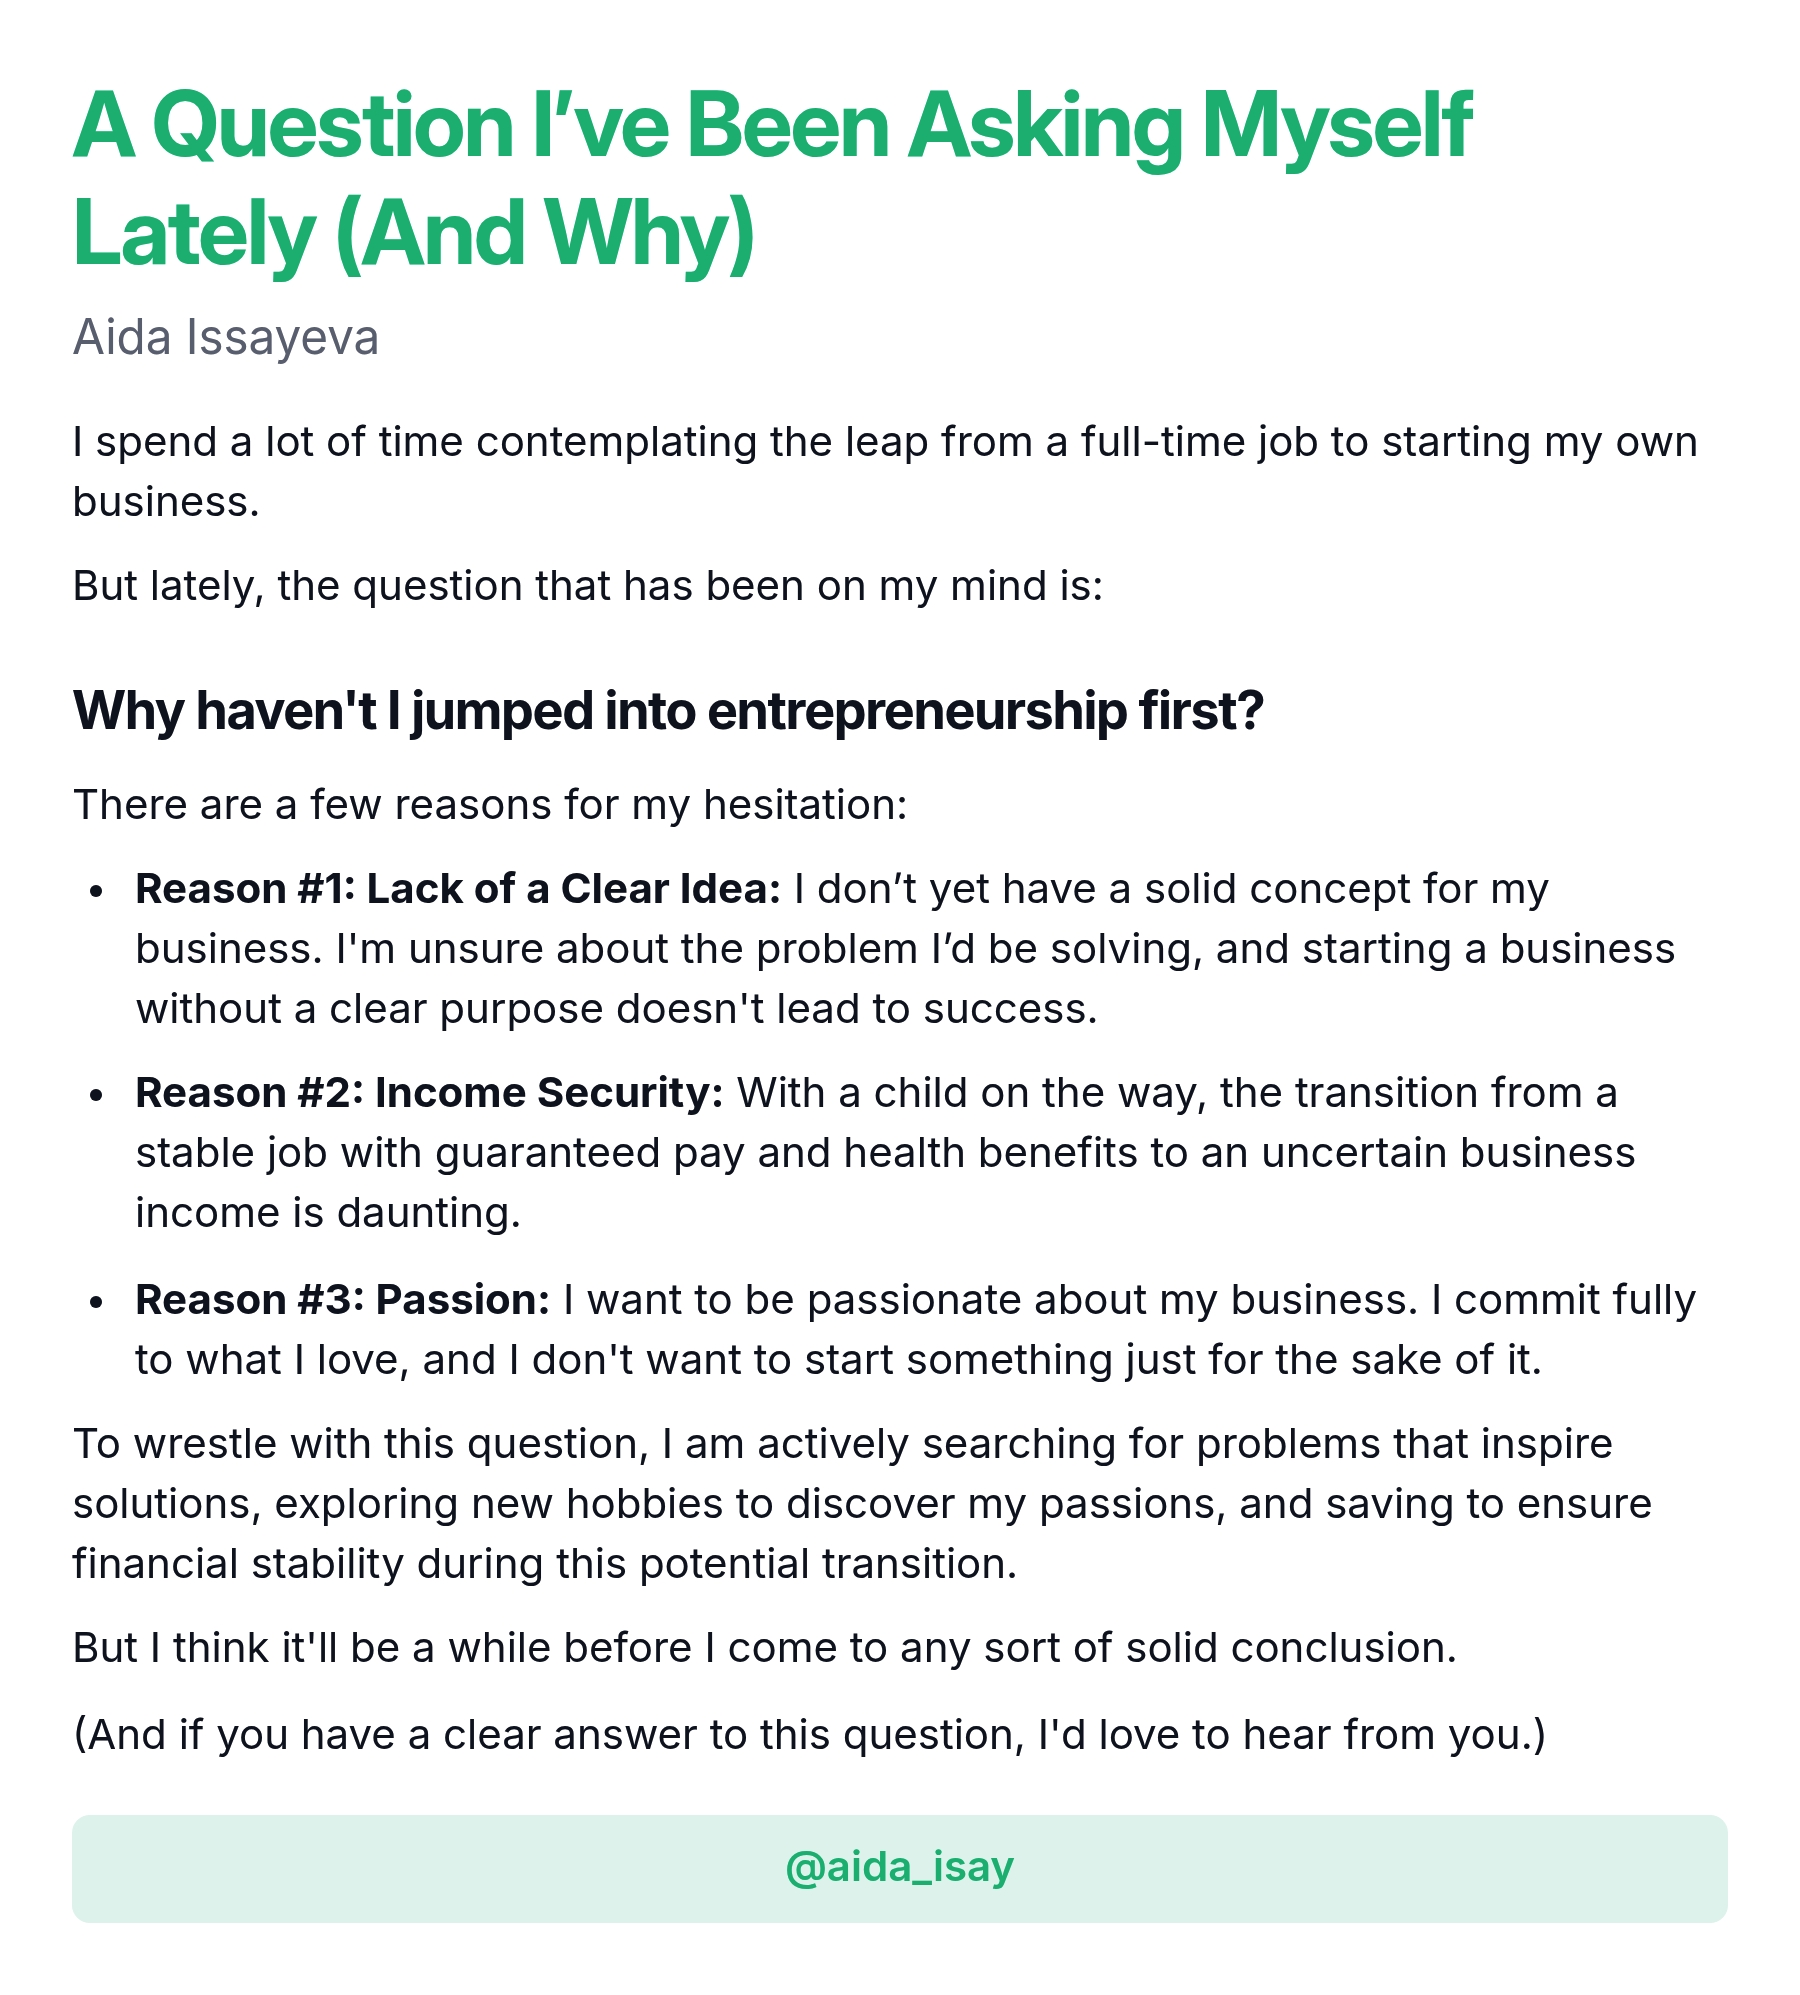 A Question I’ve Been Asking Myself
Lately (And Why)
Aida Issayeva
I spend a lot of time contemplating the leap from a full-time job to starting my own
business.
But lately, the question that has been on my mind is:
Why haven't I jumped into entrepreneurship first?
There are a few reasons for my hesitation:
• Reason #1: Lack of a Clear Idea: I don’t yet have a solid concept for my
business. I'm unsure about the problem I’d be solving, and starting a business
without a clear purpose doesn't lead to success.
• Reason #2: Income Security: With a child on the way, the transition from a
stable job with guaranteed pay and health benefits to an uncertain business
income is daunting.
• Reason #3: Passion: I want to be passionate about my business. I commit fully
to what I love, and I don't want to start something just for the sake of it.
To wrestle with this question, I am actively searching for problems that inspire
solutions, exploring new hobbies to discover my passions, and saving to ensure
financial stability during this potential transition.
But I think it'll be a while before I come to any sort of solid conclusion.
(And if you have a clear answer to this question, I'd love to hear from you.)
@aida_isay